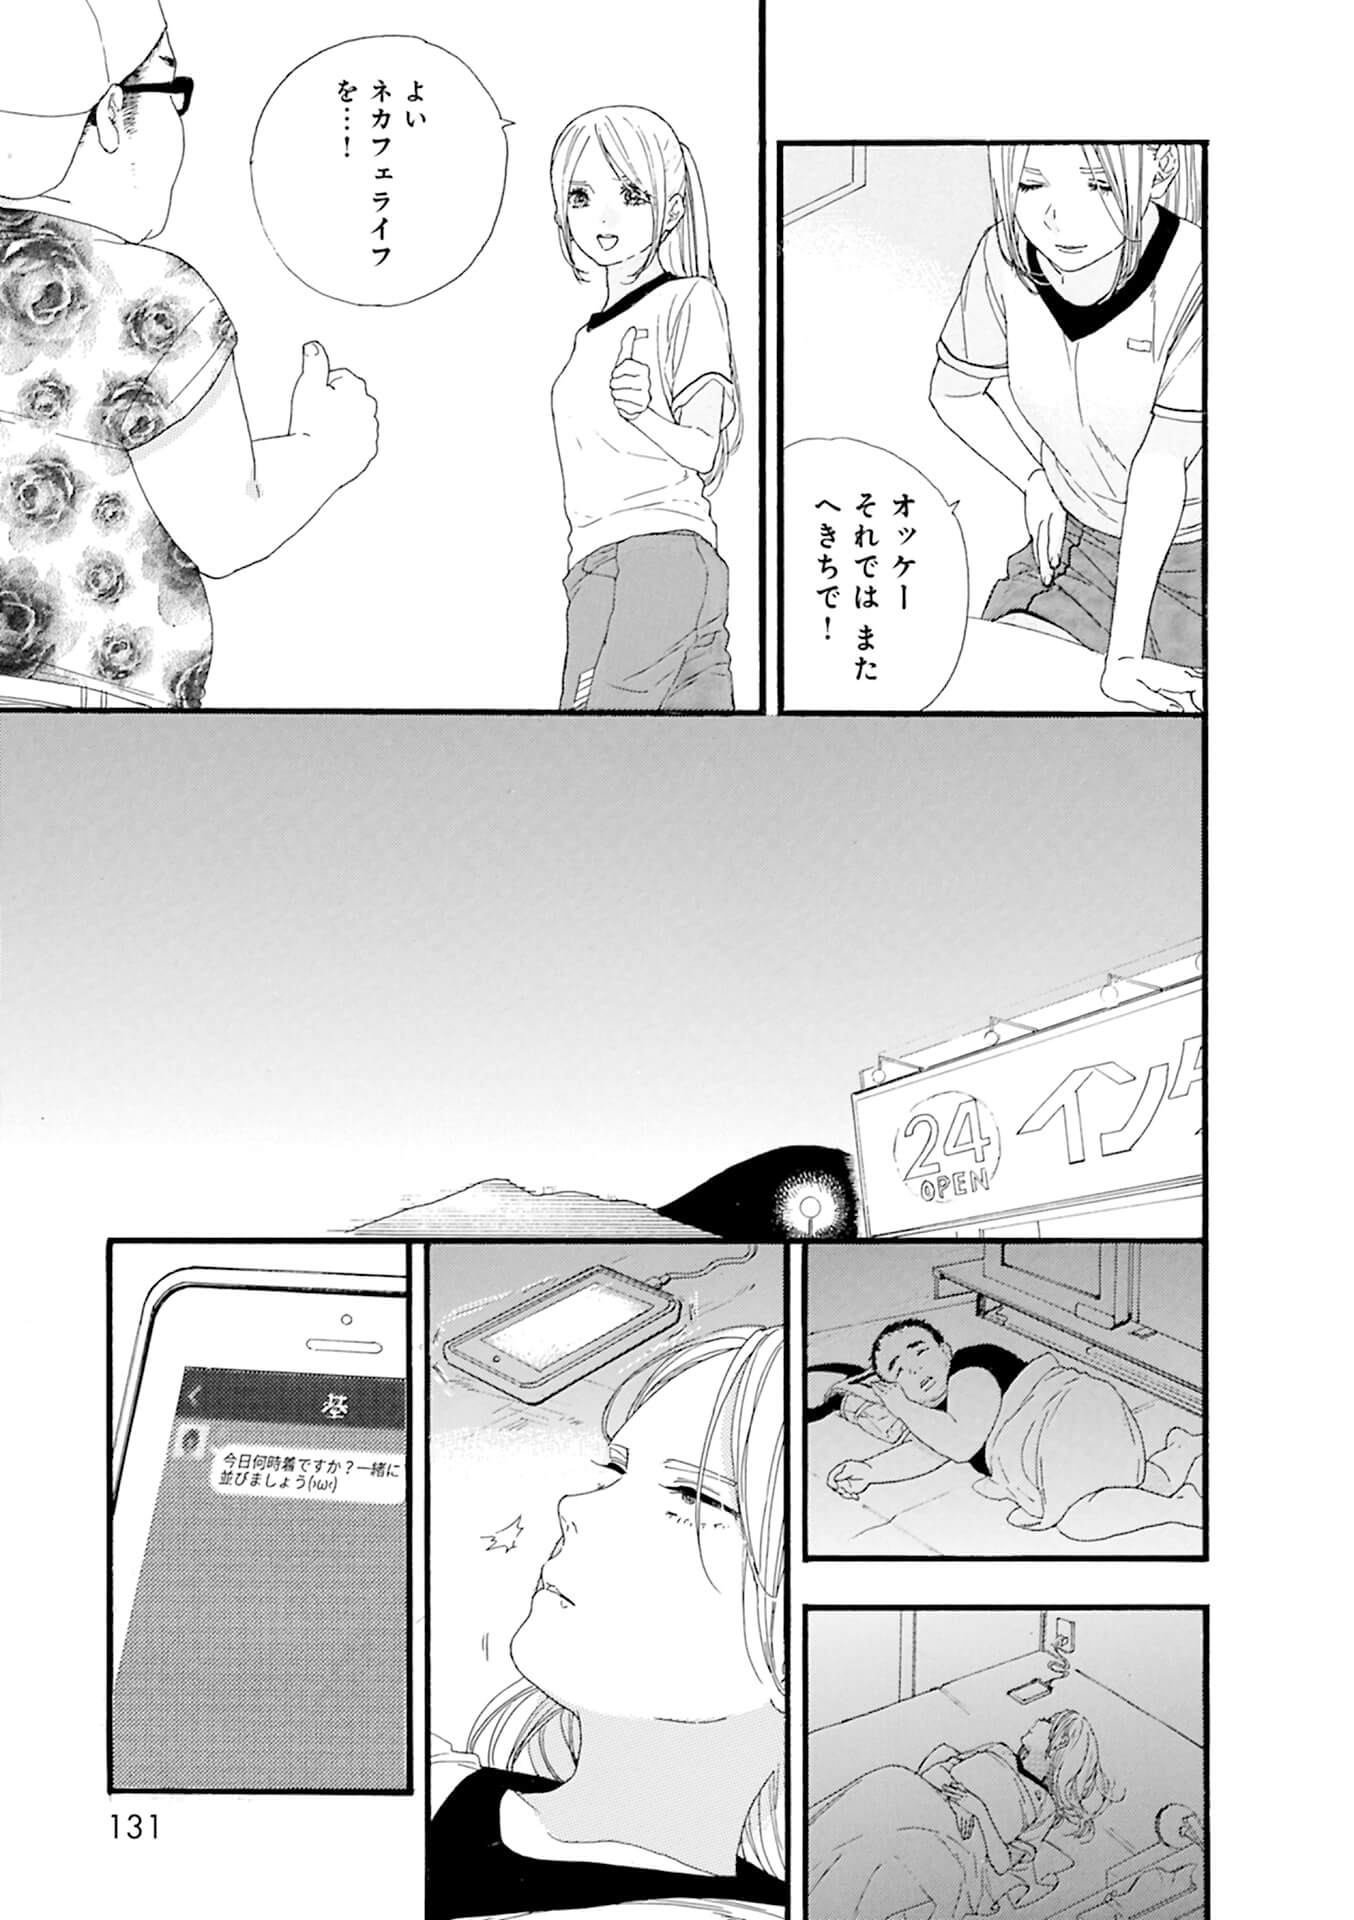 オッケー
それでは また
へきちで！
よい
ネカフェライフ
を…！
24
OPEN
インタ
基
今日何時着ですか？一緒に
並びましょう(›ω‹)
131